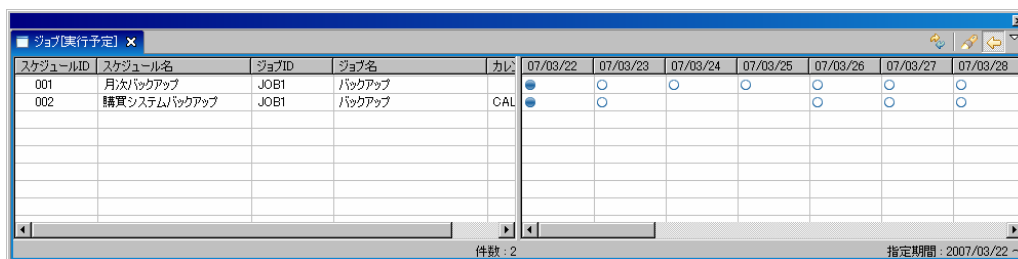 ジョブ[実行予定]
スケジュールID スケジュール名 ジョブID ジョブ名 カレン 07/03/22 07/03/23 07/03/24 07/03/25 07/03/26 07/03/27 07/03/28
001 月次バックアップ JOB1 バックアップ
002 購買システムバックアップ JOB1 バックアップ CAL
件数 : 2 指定期間 : 2007/03/22 ~